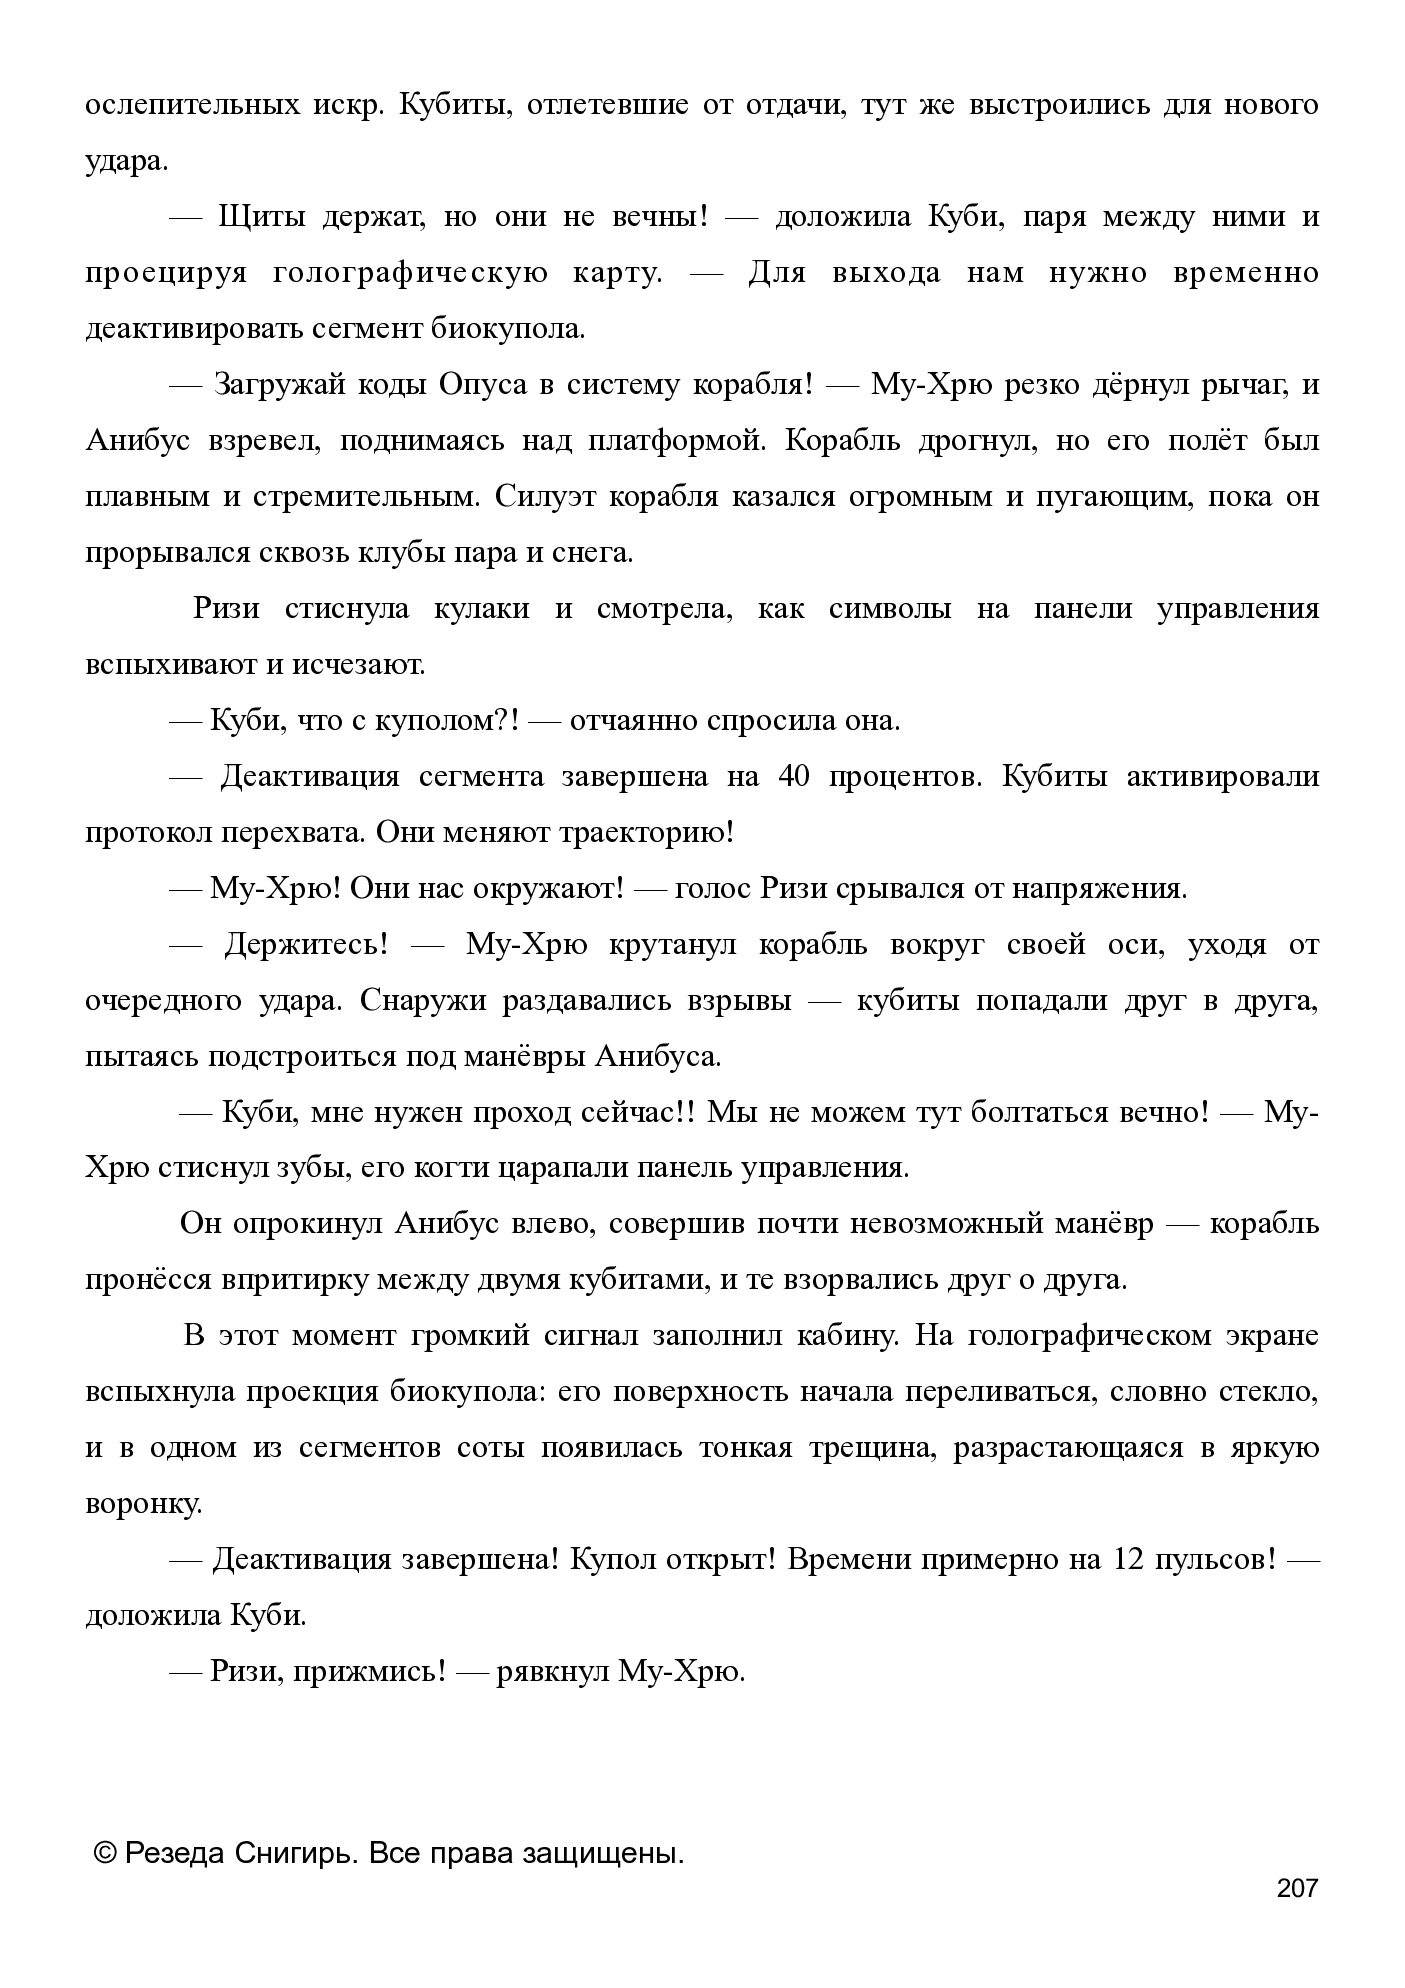 ослепительных искр. Кубиты, отлетевшие от отдачи, тут же выстроились для нового
удара.
— Щиты держат, но они не вечны! — доложила Куби, паря между ними и
проецируя голографическую карту. — Для выхода нам нужно временно
деактивировать сегмент биокупола.
— Загружай коды Опуса в систему корабля! — Му-Хрю резко дёрнул рычаг, и
Анибус взревел, поднимаясь над платформой. Корабль дрогнул, но его полёт был
плавным и стремительным. Силуэт корабля казался огромным и пугающим, пока он
прорывался сквозь клубы пара и снега.
Ризи стиснула кулаки и смотрела, как символы на панели управления
вспыхивают и исчезают.
— Куби, что с куполом?! — отчаянно спросила она.
— Деактивация сегмента завершена на 40 процентов. Кубиты активировали
протокол перехвата. Они меняют траекторию!
— Му-Хрю! Они нас окружают! — голос Ризи срывался от напряжения.
— Держитесь! — Му-Хрю крутанул корабль вокруг своей оси, уходя от
очередного удара. Снаружи раздавались взрывы — кубиты попадали друг в друга,
пытаясь подстроиться под манёвры Анибуса.
— Куби, мне нужен проход сейчас!! Мы не можем тут болтаться вечно! — Му-
Хрю стиснул зубы, его когти царапали панель управления.
Он опрокинул Анибус влево, совершив почти невозможный манёвр — корабль
пронёсся впритирку между двумя кубитами, и те взорвались друг о друга.
В этот момент громкий сигнал заполнил кабину. На голографическом экране
вспыхнула проекция биокупола: его поверхность начала переливаться, словно стекло,
и в одном из сегментов соты появилась тонкая трещина, разрастающаяся в яркую
воронку.
— Деактивация завершена! Купол открыт! Времени примерно на 12 пульсов! —
доложила Куби.
— Ризи, прижмись! — рявкнул Му-Хрю.
© Резеда Снигирь. Все права защищены.
207